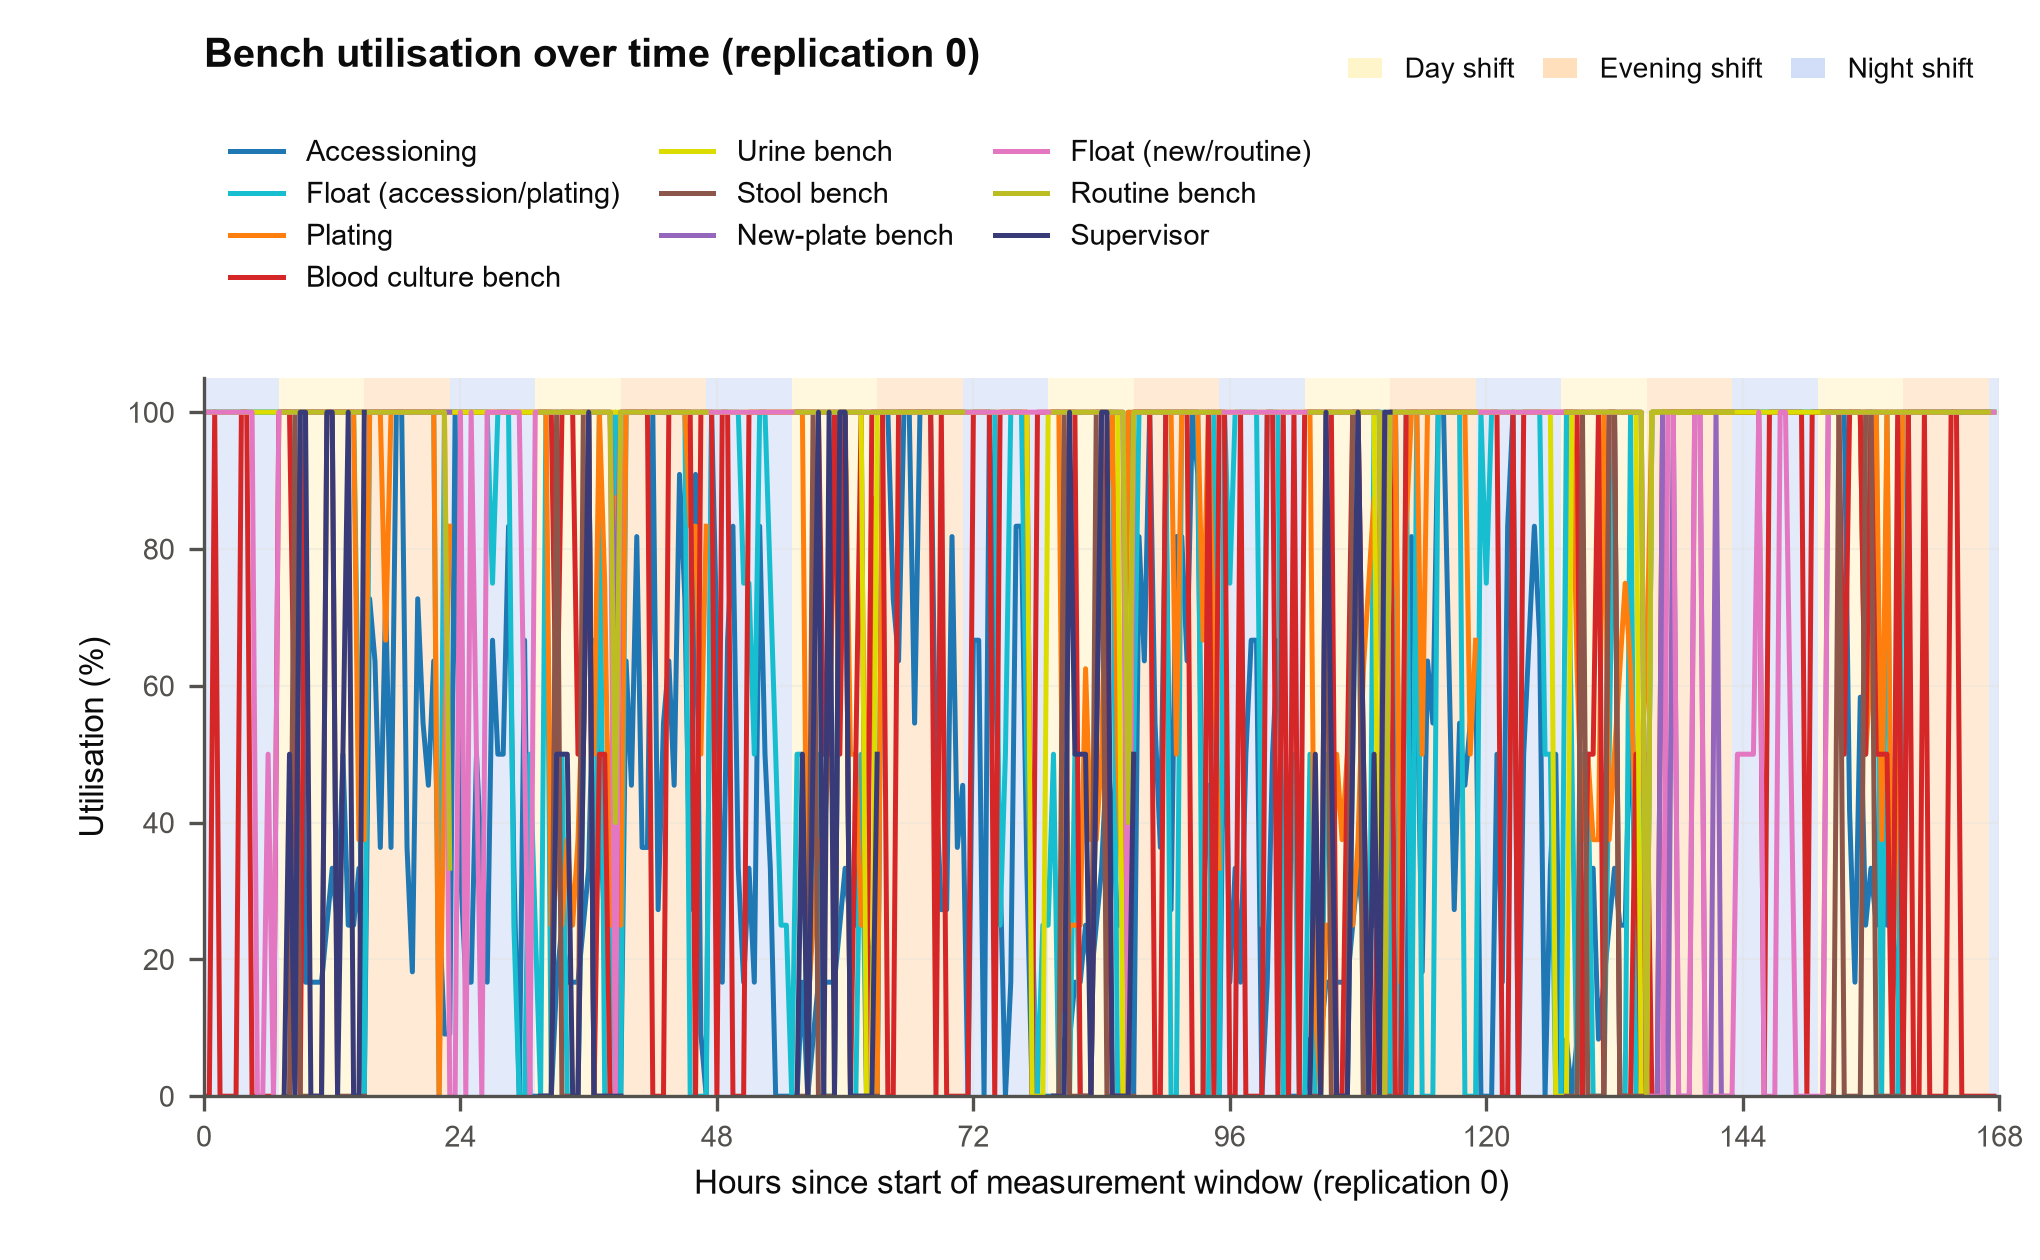 Bench utilisation over time (replication 0)
Day shift
Evening shift
Night shift
Accessioning
Float (accession/plating)
Plating
Blood culture bench
Urine bench
Stool bench
New-plate bench
Float (new/routine)
Routine bench
Supervisor
Utilisation (%)
100
80
60
40
20
0
0 24 48 72 96 120 144 168
Hours since start of measurement window (replication 0)